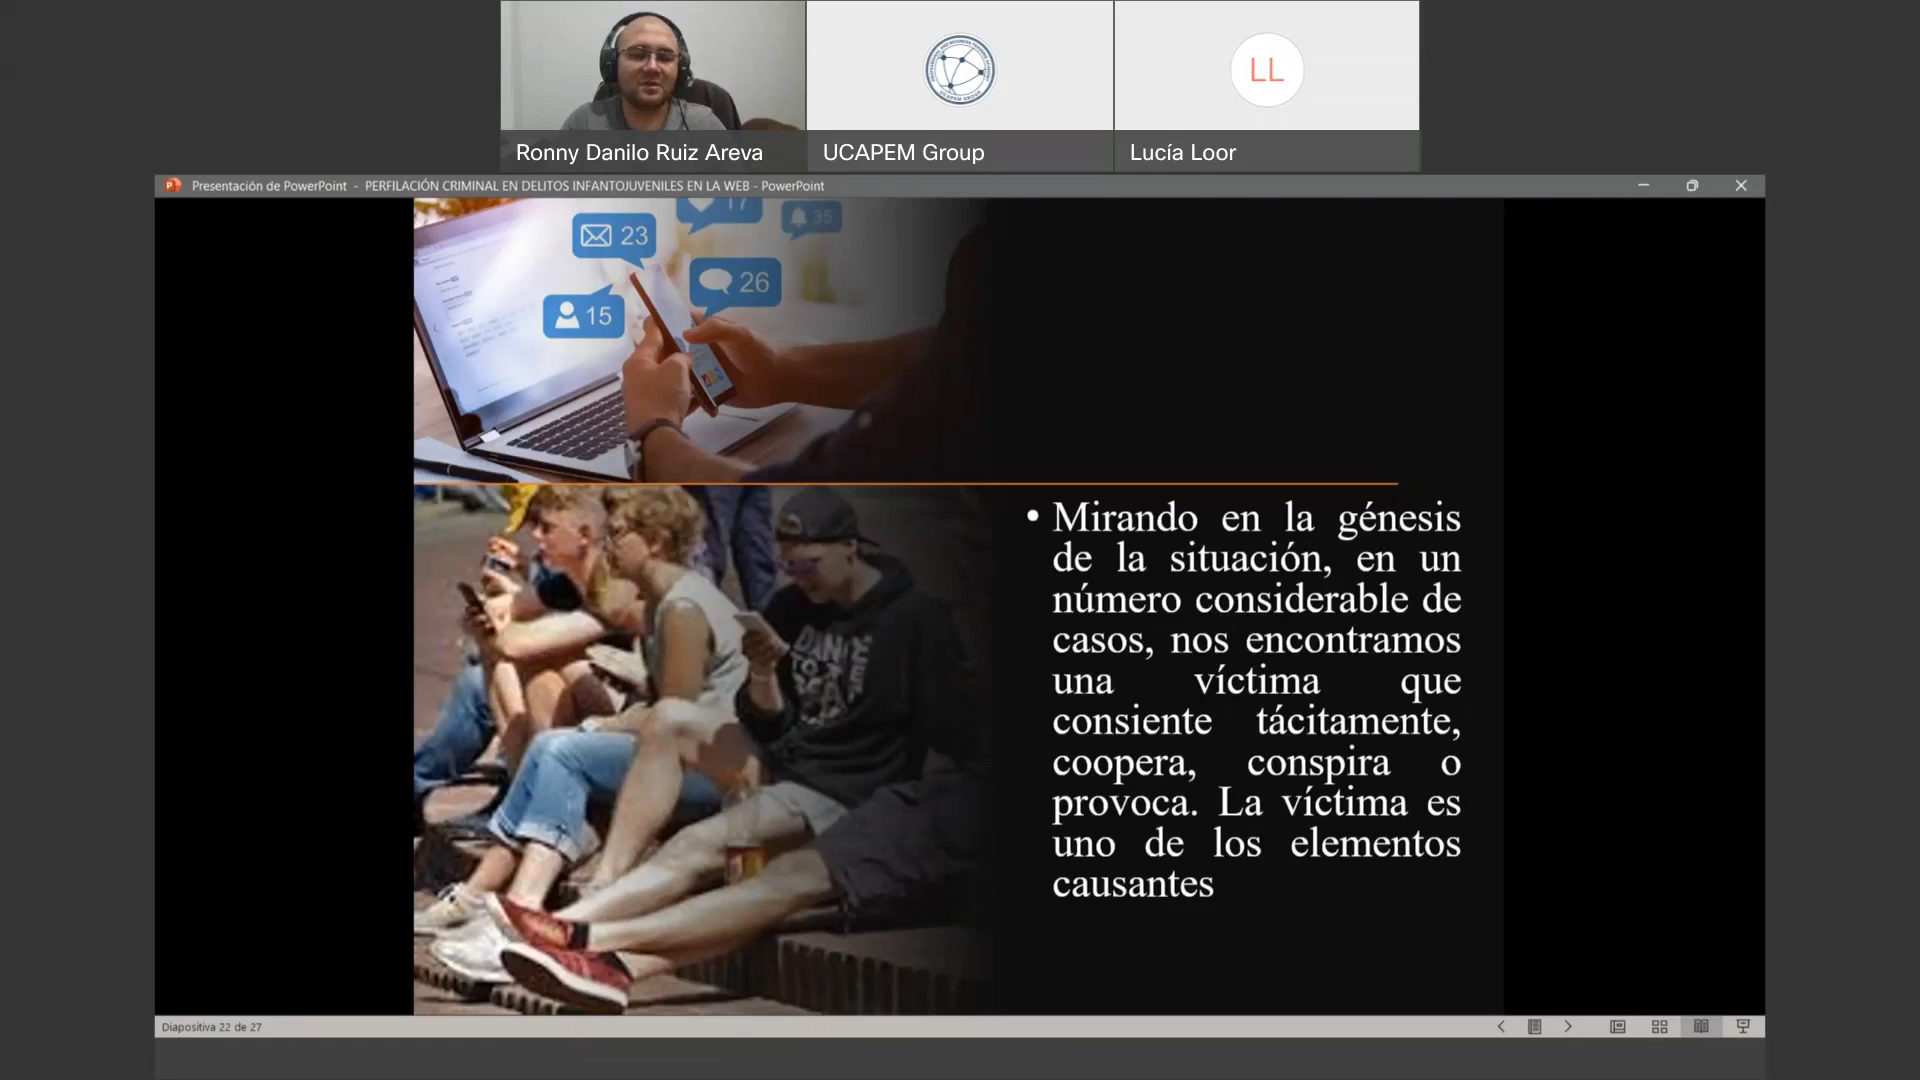 LL
Ronny Danilo Ruiz Areva
UCAPEM Group
Lucía Loor
Presentación de PowerPoint - PERFILACIÓN CRIMINAL EN DELITOS INFANTOJUVENILES EN LA WEB - PowerPoint
17
35
23
26
15
• Mirando en la génesis
de la situación, en un
número considerable de
casos, nos encontramos
una víctima que
consiente tácitamente,
coopera, conspira o
provoca. La víctima es
uno de los elementos
causantes
Diapositiva 22 de 27